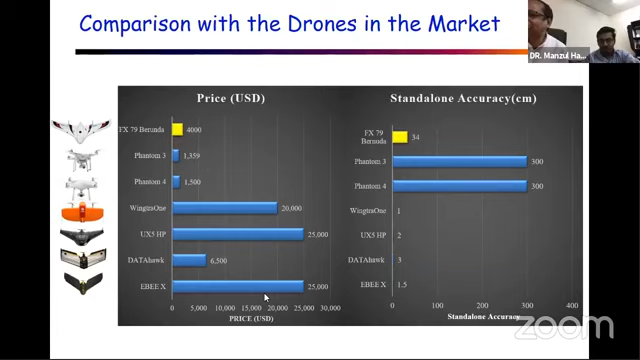 Comparison with the Drones in the Market
DR. Manzul Ha...
Price (USD)
FX 79 Berunda
4000
Phantom 3
1,359
Phantom 4
1,500
WingtraOne
20,000
UX5 HP
25,000
DATAhawk
6,500
EBEE X
25,000
0 5,000 10,000 15,000 20,000 25,000 30,000
PRICE (USD)
Standalone Accuracy(cm)
FX 79
Berunda
34
Phantom 3
300
Phantom 4
300
WingtraOne
1
UX5 HP
2
DATAhawk
3
EBEE X
1.5
0 100 200 300 400
Standalone Accuracy
zoom